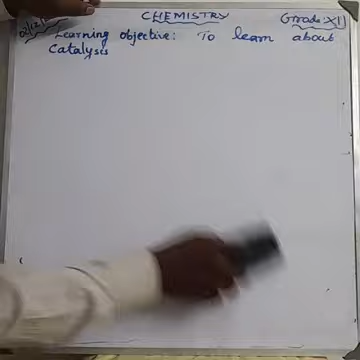 CHEMISTRY Grade: XI
Learning objective: To learn about
Catalysis